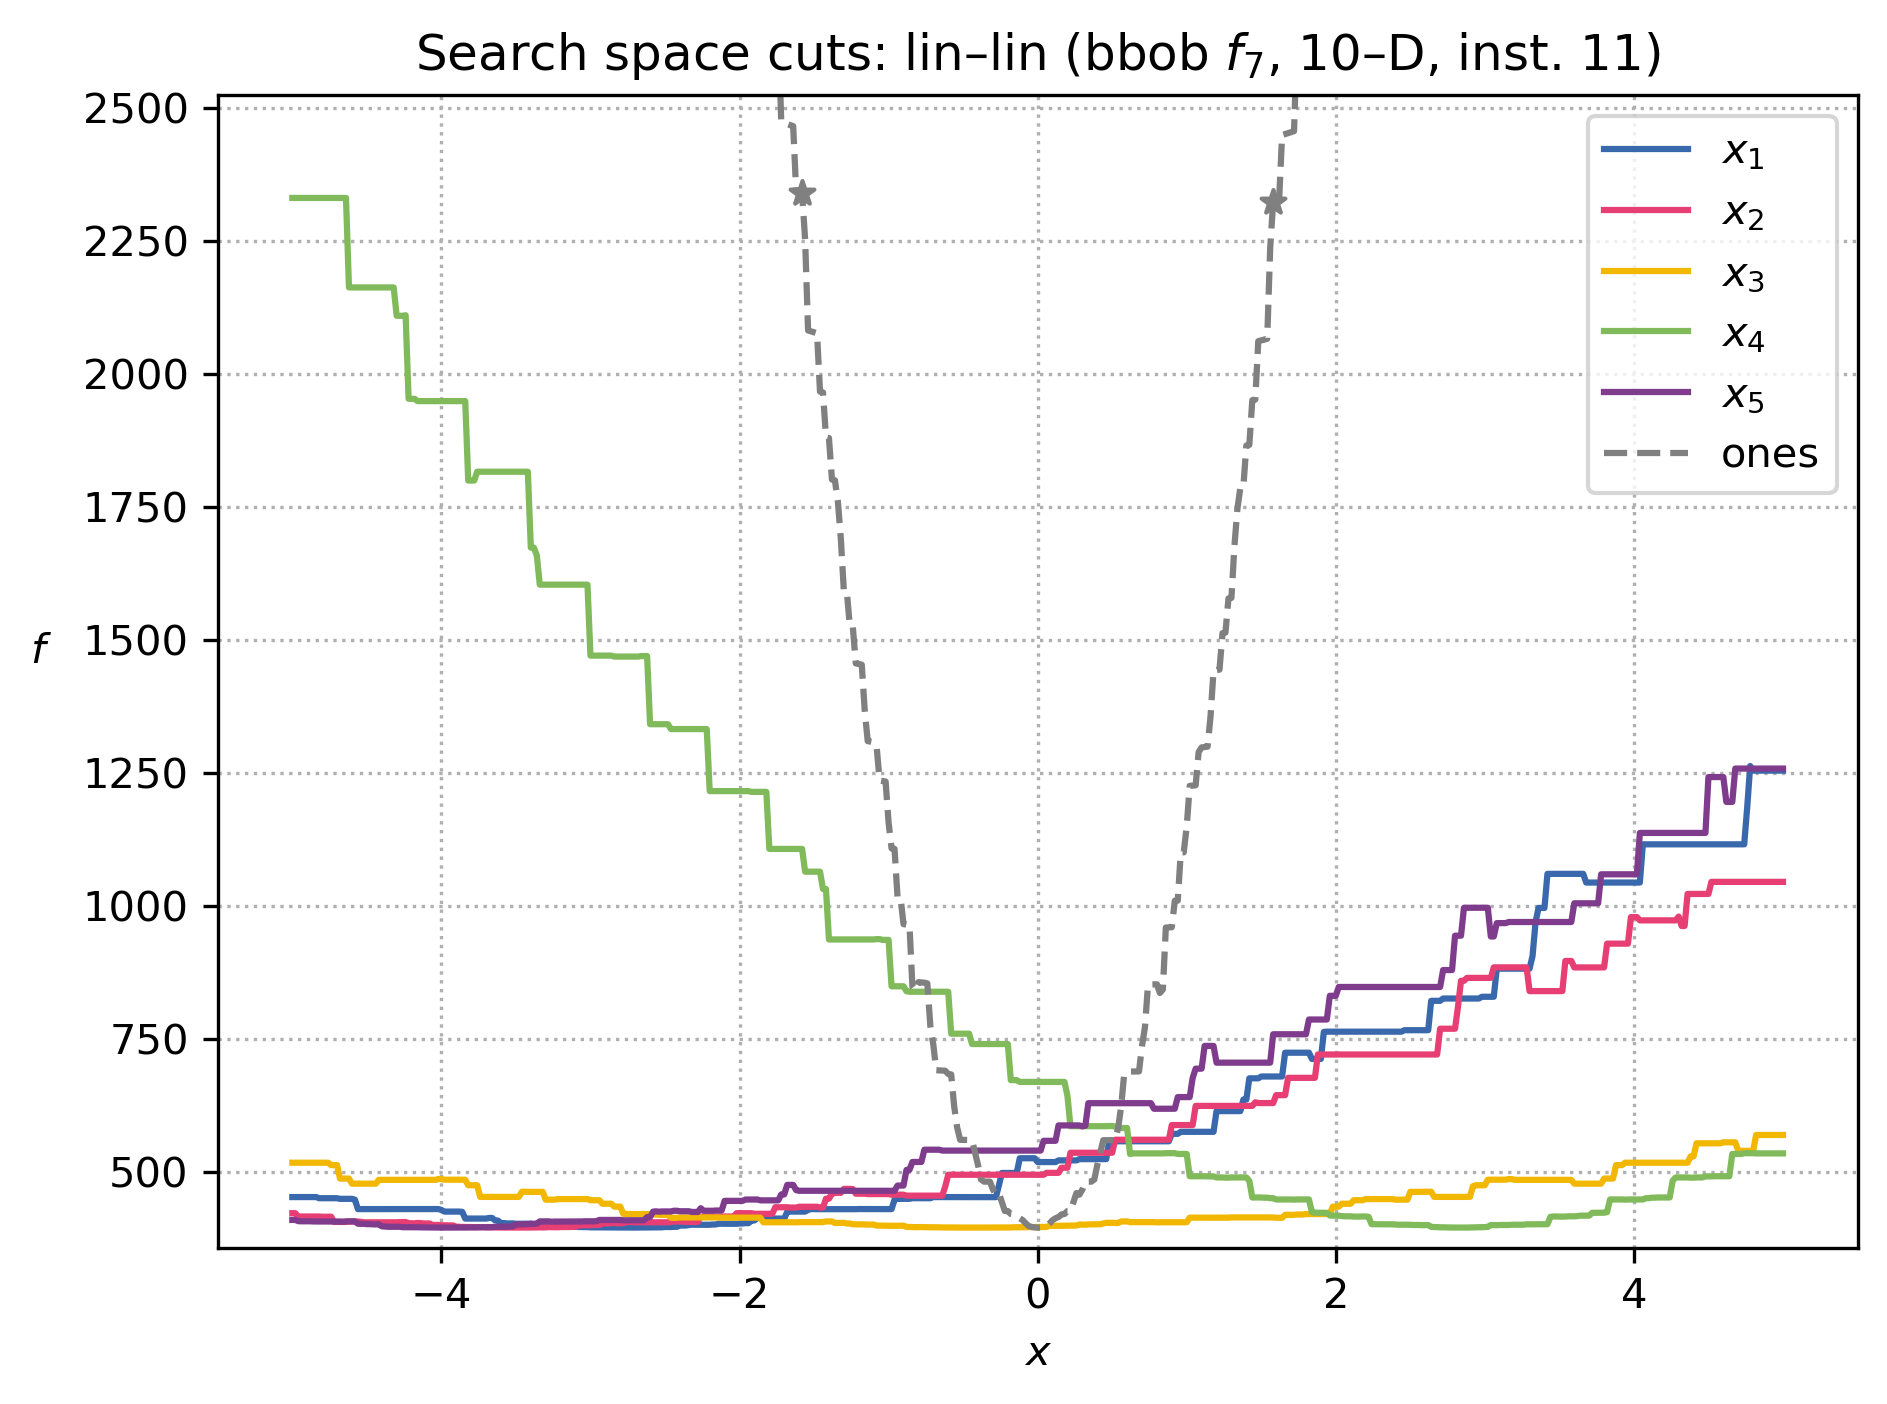 Search space cuts: lin–lin (bbob f₇, 10–D, inst. 11)
2500
2250
2000
1750
1500
1250
1000
750
500
f
−4
−2
0
2
4
x
x₁
x₂
x₃
x₄
x₅
ones